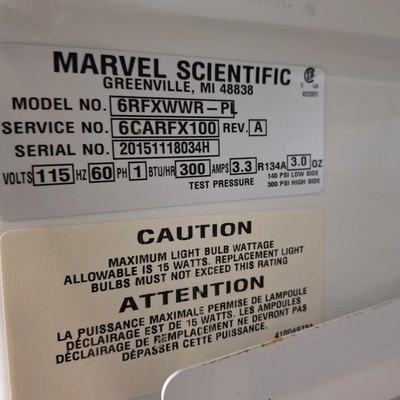 MARVEL SCIENTIFIC
GREENVILLE, MI 48838
MODEL NO. 6RFXWWR-PL
SERVICE NO. 6CARFX100 REV. A
SERIAL NO. 20151118034H
VOLTS 115 HZ 60 PH 1 BTU/HR 300 AMPS 3.3 R134A 3.0 OZ
TEST PRESSURE 140 PSI LOW SIDE
300 PSI HIGH SIDE
CAUTION
MAXIMUM LIGHT BULB WATTAGE
ALLOWABLE IS 15 WATTS. REPLACEMENT LIGHT
BULBS MUST NOT EXCEED THIS RATING
ATTENTION
LA PUISSANCE MAXIMALE PERMISE DE LAMPOULE
DÉCLAIRAGE EST DE 15 WATTS. LES AMPOULES
DÉCLAIRAGE DE REMPLACEMENT NE DEVRONT PAS
DÉPASSER CETTE PUISSANCE.